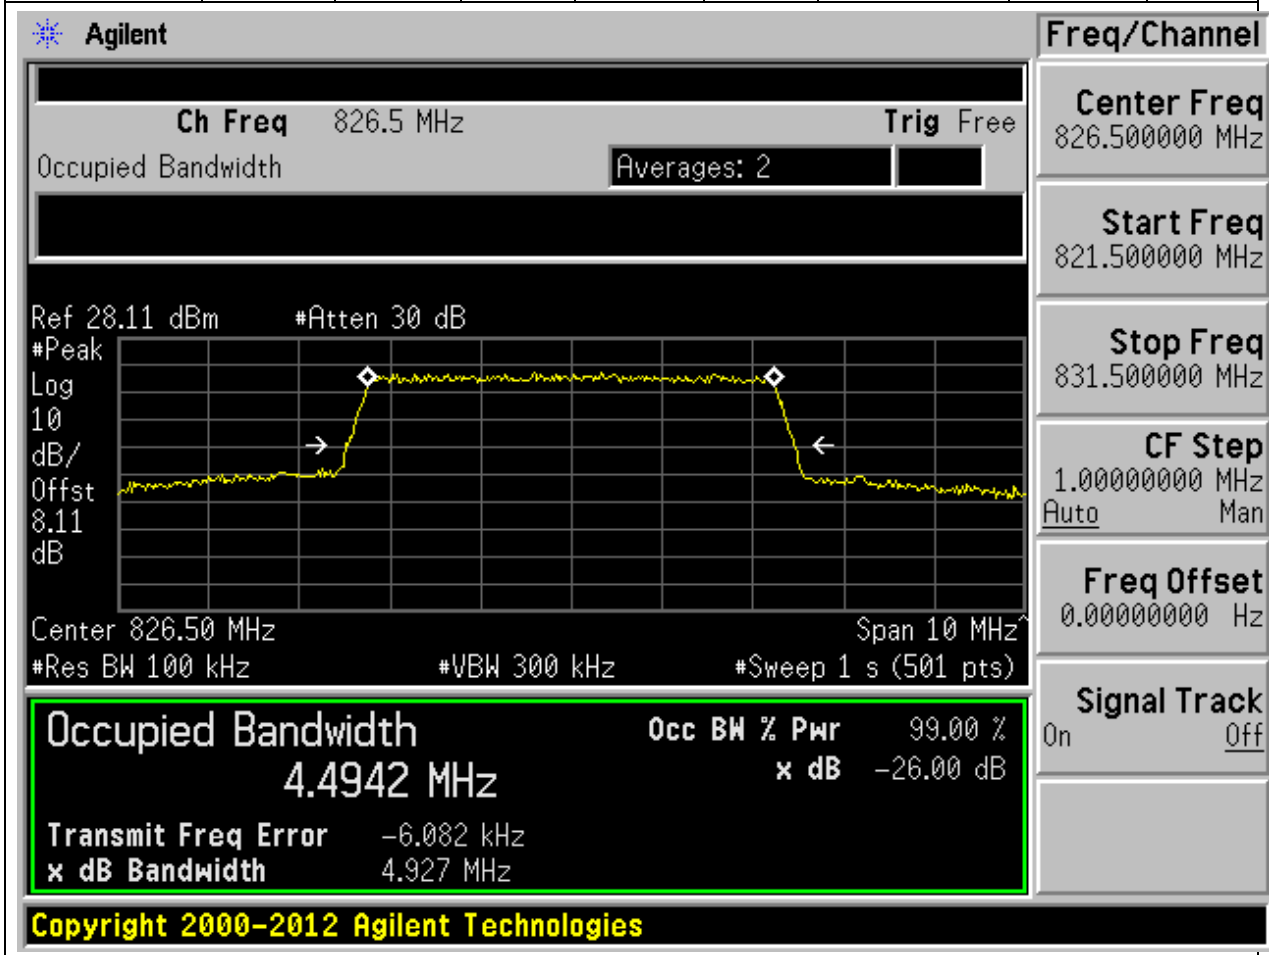 Agilent
Freq/Channel
Ch Freq 826.5 MHz Trig Free
Occupied Bandwidth Averages: 2
Center Freq
826.500000 MHz
Start Freq
821.500000 MHz
Stop Freq
831.500000 MHz
CF Step
1.00000000 MHz
Auto Man
Freq Offset
0.00000000 Hz
Signal Track
On Off
Ref 28.11 dBm #Atten 30 dB
#Peak
Log
10
dB/
Offst
8.11
dB
Center 826.50 MHz Span 10 MHz^
#Res BW 100 kHz #VBW 300 kHz #Sweep 1 s (501 pts)
Occupied Bandwidth Occ BW % Pwr 99.00 %
4.4942 MHz x dB -26.00 dB
Transmit Freq Error -6.082 kHz
x dB Bandwidth 4.927 MHz
Copyright 2000-2012 Agilent Technologies